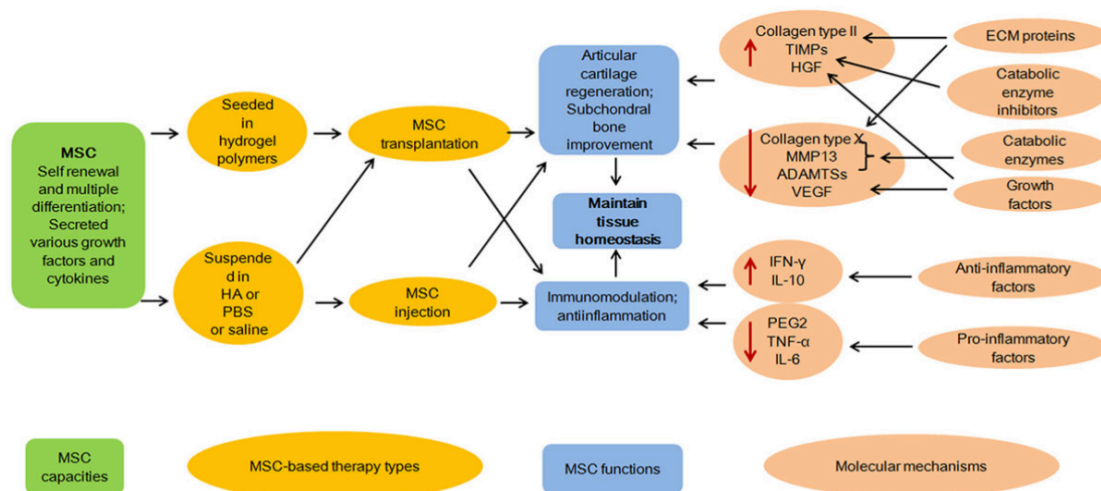 MSC
Self renewal
and multiple
differentiation;
Secreted
various growth
factors and
cytokines
Seeded
in
hydrogel
polymers
Suspende
d in
HA or
PBS
or saline
MSC
transplantation
MSC
injection
Articular
cartilage
regeneration;
Subchondral
bone
improvement
Maintain
tissue
homeostasis
Immunomodulation;
antiinflammation
Collagen type II
TIMPs
HGF
Collagen type X
MMP13
ADAMTSs
VEGF
IFN-γ
IL-10
PEG2
TNF-α
IL-6
ECM proteins
Catabolic
enzyme
inhibitors
Catabolic
enzymes
Growth
factors
Anti-inflammatory
factors
Pro-inflammatory
factors
MSC
capacities
MSC-based therapy types
MSC functions
Molecular mechanisms